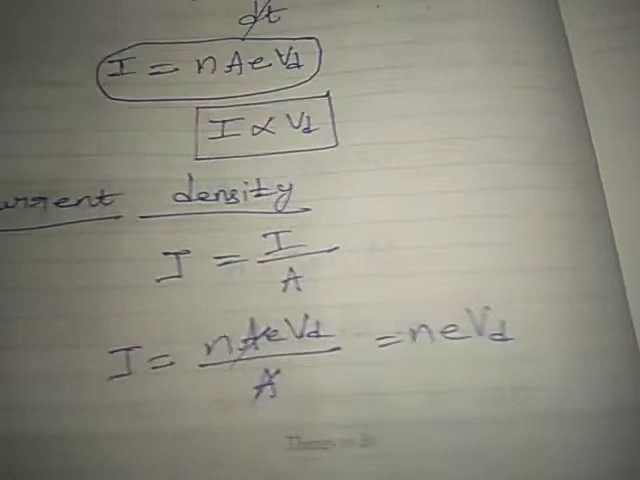 dt
I = nAeVd
I ∝ Vd
urrent density
J = I/A
J = nAeVd/A = neVd